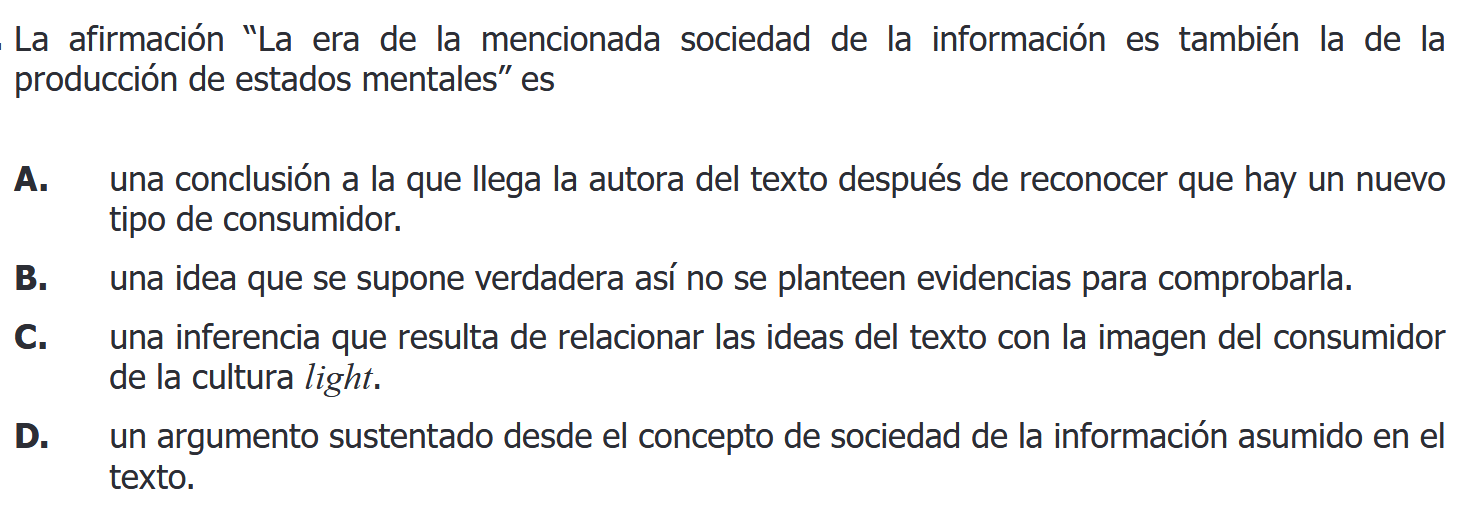 La afirmación “La era de la mencionada sociedad de la información es también la de la
producción de estados mentales” es
A. una conclusión a la que llega la autora del texto después de reconocer que hay un nuevo
tipo de consumidor.
B. una idea que se supone verdadera así no se planteen evidencias para comprobarla.
C. una inferencia que resulta de relacionar las ideas del texto con la imagen del consumidor
de la cultura light.
D. un argumento sustentado desde el concepto de sociedad de la información asumido en el
texto.